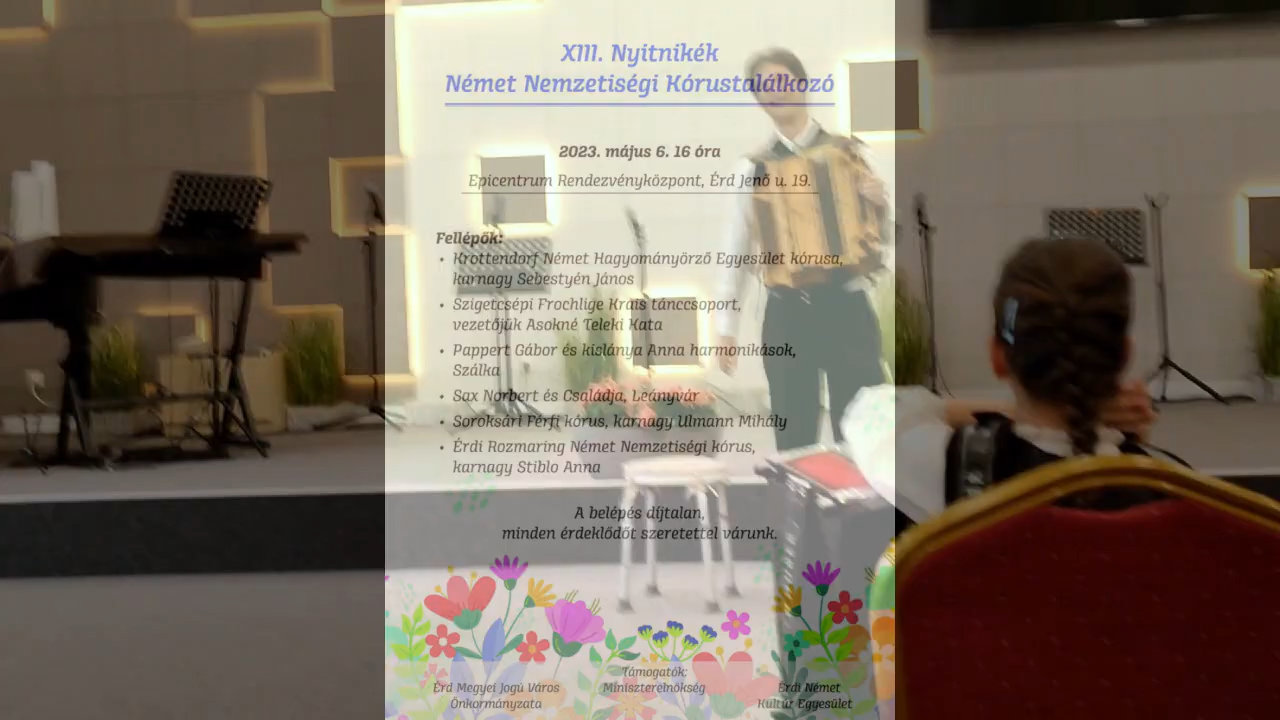 XIII. Nyitnikék
Német Nemzetiségi Kórustalálkozó
2023. május 6. 16 óra
Epicentrum Rendezvényközpont, Érd Jenő u. 19.
Fellépők:
• Krottendorf Német Hagyományörző Egyesület kórusa,
karnagy Sebestyén János
• Szigetcsépi Frochlige Krais tánccsoport,
vezetőjük Asokné Teleki Kata
• Pappert Gábor és kislánya Anna harmonikások,
Szálka
• Sax Norbert és Családja, Leányvár
• Soroksári Férfi kórus, karnagy Ulmann Mihály
• Érdi Rozmaring Német Nemzetiségi kórus,
karnagy Stiblo Anna
A belépés díjtalan,
minden érdeklődőt szeretettel várunk.
Támogatók:
Érd Megyei Jogú Város
Önkormányzata
Miniszterelnökség
Érdi Német
Kultúr Egyesület